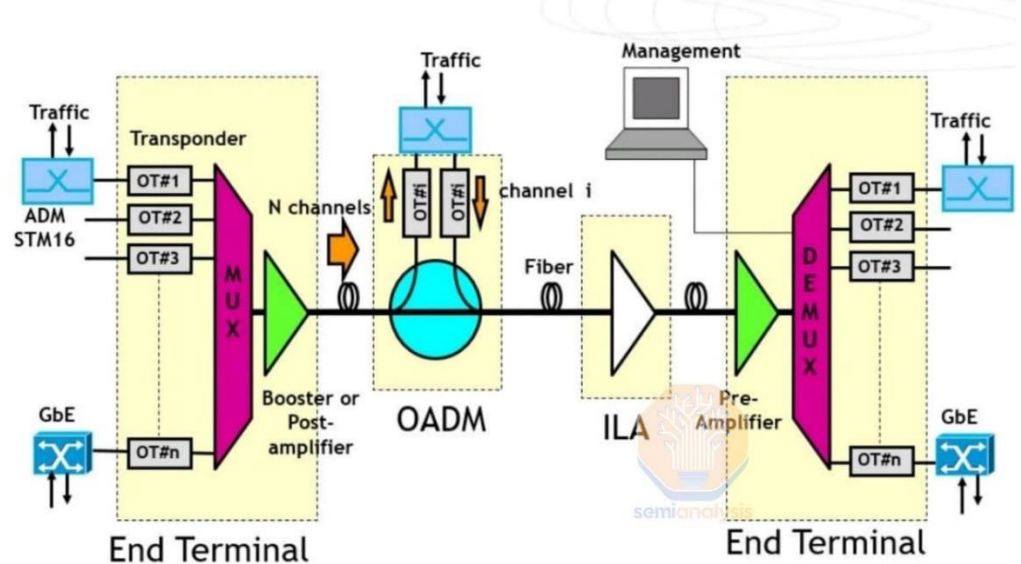 Management
Traffic
Traffic
Traffic
Transponder
OT#1
ADM
STM16
OT#2
OT#3
N channels
OT#i
OT#i
channel i
MUX
Fiber
DEMUX
OT#1
OT#2
OT#3
Booster or
Post-
amplifier
OADM
ILA
Pre-
Amplifier
GbE
OT#n
GbE
OT#n
semianalysis
End Terminal
End Terminal